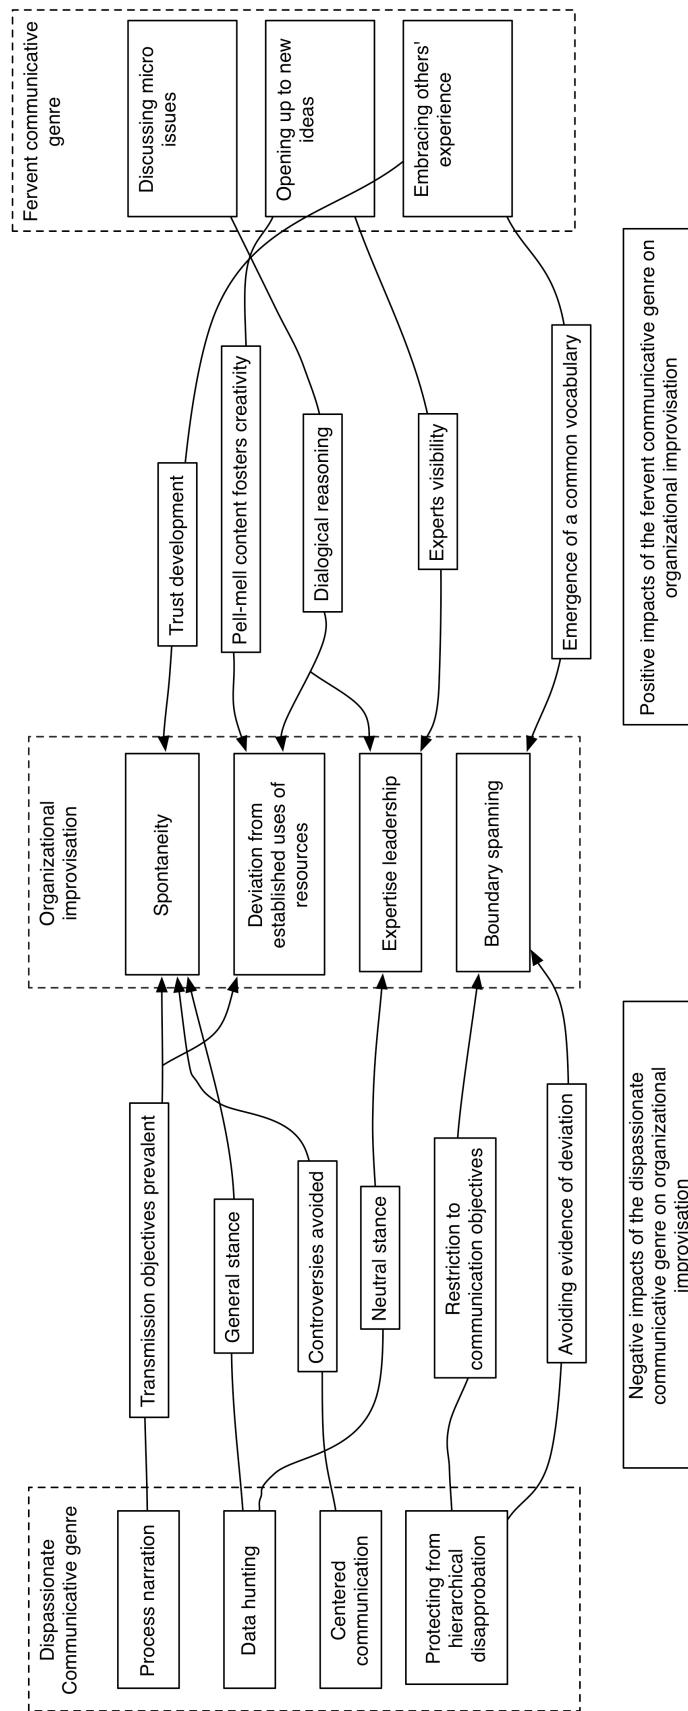 Dispassionate
Communicative genre
Process narration
Data hunting
Centered
communication
Protecting from
hierarchical
disapprobation
Transmission objectives prevalent
General stance
Controversies avoided
Neutral stance
Restriction to
communication objectives
Avoiding evidence of deviation
Negative impacts of the dispassionate
communicative genre on organizational
improvisation
Organizational
improvisation
Spontaneity
Deviation from
established uses of
resources
Expertise leadership
Boundary spanning
Trust development
Pell-mell content fosters creativity
Dialogical reasoning
Experts visibility
Emergence of a common vocabulary
Positive impacts of the fervent communicative genre on
organizational improvisation
Fervent communicative
genre
Discussing micro
issues
Opening up to new
ideas
Embracing others'
experience